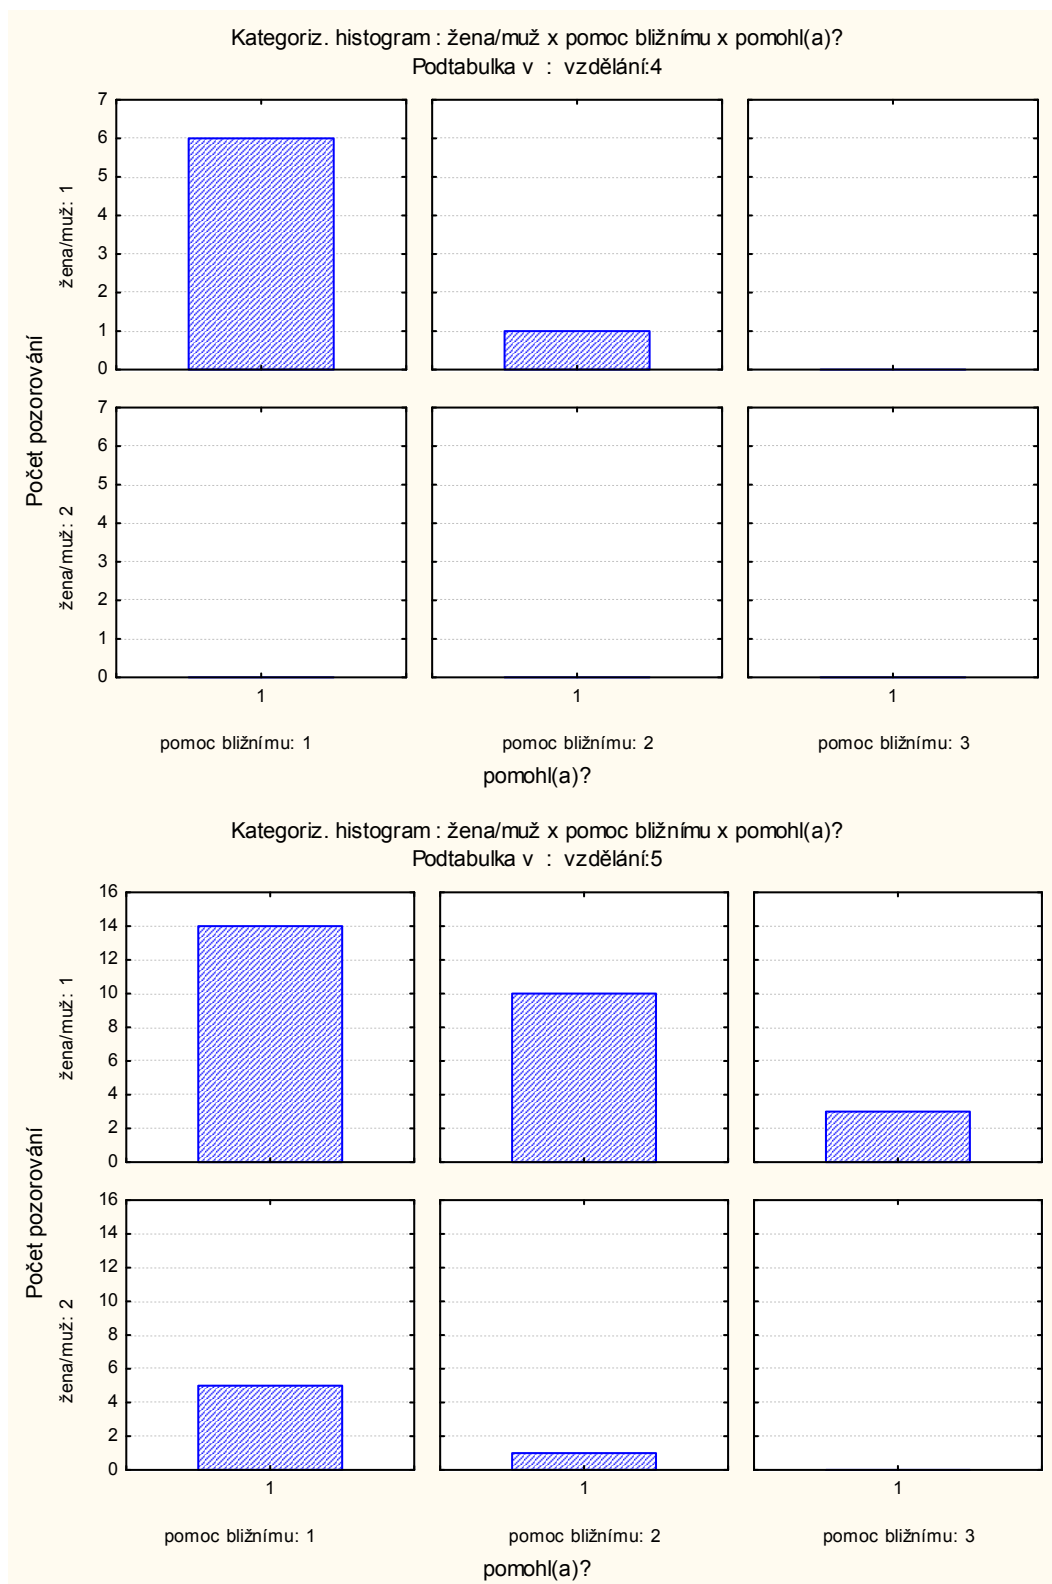 Kategoriz. histogram : žena/muž x pomoc bližnímu x pomohl(a)?
Podtabulka v : vzdělání:4
Počet pozorování
žena/muž: 1
7
6
5
4
3
2
1
0
žena/muž: 2
7
6
5
4
3
2
1
0
1 1 1
pomoc bližnímu: 1 pomoc bližnímu: 2 pomoc bližnímu: 3
pomohl(a)?
Kategoriz. histogram : žena/muž x pomoc bližnímu x pomohl(a)?
Podtabulka v : vzdělání:5
Počet pozorování
žena/muž: 1
16
14
12
10
8
6
4
2
0
žena/muž: 2
16
14
12
10
8
6
4
2
0
1 1 1
pomoc bližnímu: 1 pomoc bližnímu: 2 pomoc bližnímu: 3
pomohl(a)?